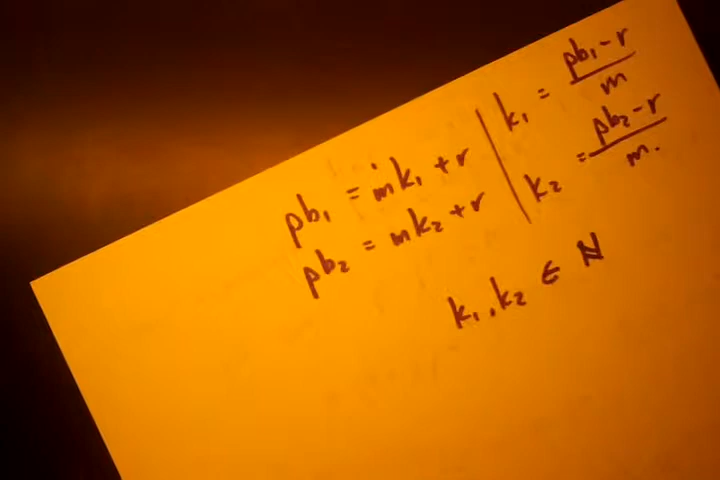 pb₁ = mk₁ + r | k₁ = (pb₁ - r)/m
pb₂ = mk₂ + r | k₂ = (pb₂ - r)/m.
k₁, k₂ ∈ ℕ